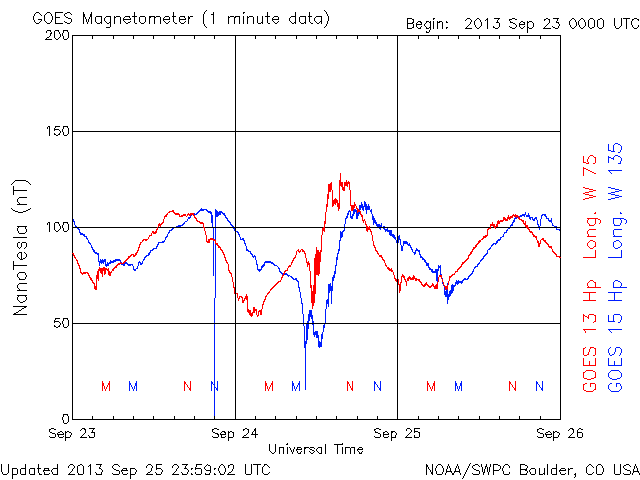 GOES Magnetometer (1 minute data)
Begin: 2013 Sep 23 0000 UTC
200
150
100
50
0
NanoTesla (nT)
M M N N M M N N M M N N
Sep 23 Sep 24 Sep 25 Sep 26
Universal Time
GOES 13 Hp Long. W 75
GOES 15 Hp Long. W 135
Updated 2013 Sep 25 23:59:02 UTC
NOAA/SWPC Boulder, CO USA